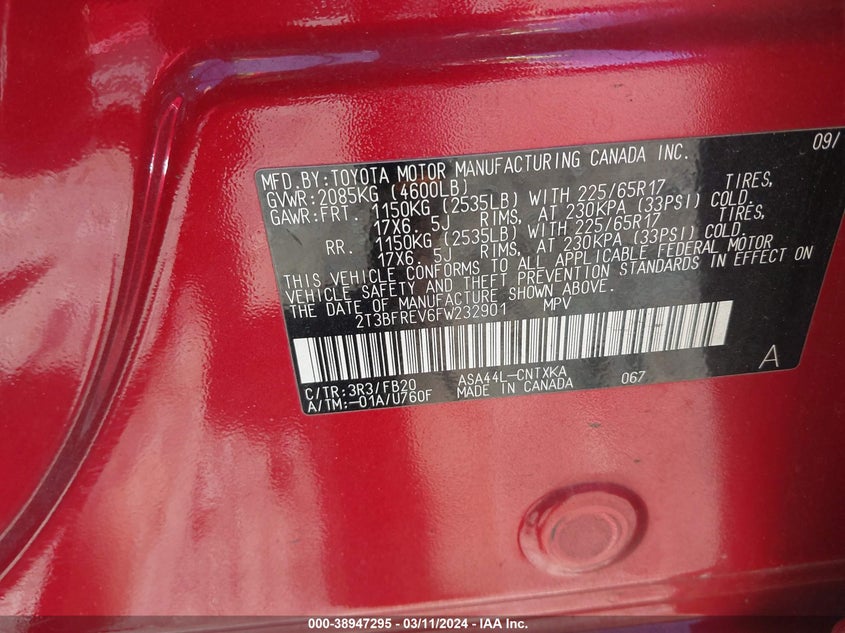 09/
MFD.BY:TOYOTA MOTOR MANUFACTURING CANADA INC.
GVWR:2085KG (4600LB)
GAWR:FRT. 1150KG (2535LB) WITH 225/65R17 TIRES,
17X6. 5J RIMS, AT 230KPA (33PSI) COLD.
RR. 1150KG (2535LB) WITH 225/65R17 TIRES,
17X6. 5J RIMS, AT 230KPA (33PSI) COLD.
THIS VEHICLE CONFORMS TO ALL APPLICABLE FEDERAL MOTOR
VEHICLE SAFETY AND THEFT PREVENTION STANDARDS IN EFFECT ON
THE DATE OF MANUFACTURE SHOWN ABOVE.
2T3BFREV6FW232901 MPV
A
C/TR:3R3/FB20 ASA44L-CNTXKA 067
A/TM:-01A/U760F MADE IN CANADA
000-38947295 - 03/11/2024 - IAA Inc.